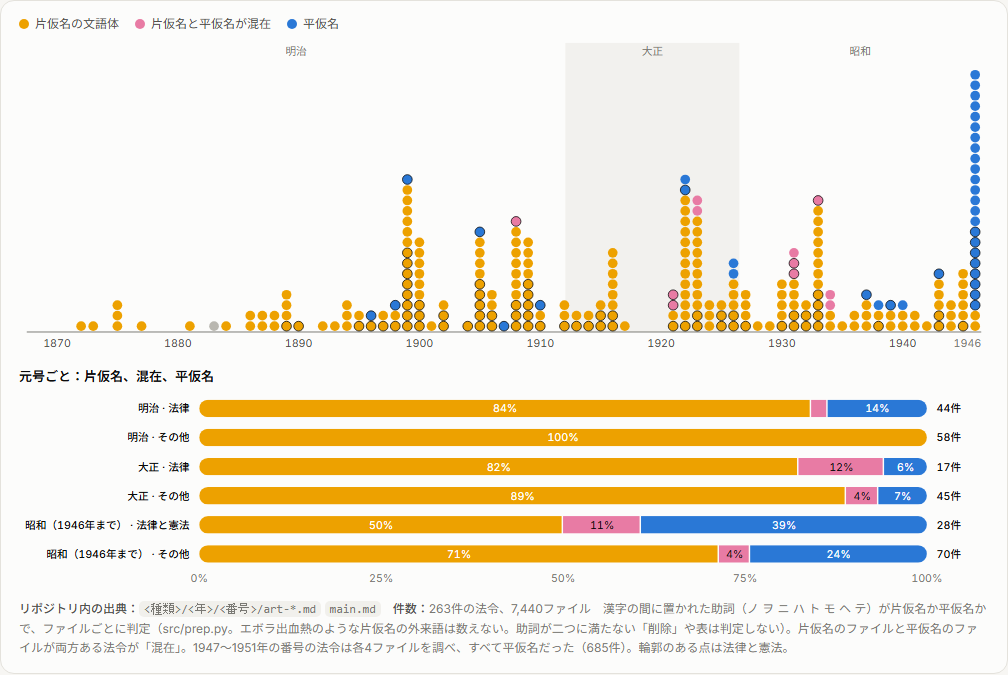 片仮名の文語体 片仮名と平仮名が混在 平仮名
明治 大正 昭和
1870 1880 1890 1900 1910 1920 1930 1940 1946
元号ごと：片仮名、混在、平仮名
明治 · 法律 84% 14% 44件
明治 · その他 100% 58件
大正 · 法律 82% 12% 6% 17件
大正 · その他 89% 4% 7% 45件
昭和（1946年まで） · 法律と憲法 50% 11% 39% 28件
昭和（1946年まで） · その他 71% 4% 24% 70件
0% 25% 50% 75% 100%
リポジトリ内の出典： <種類>/<年>/<番号>/art-*.md main.md 件数：263件の法令、7,440ファイル 漢字の間に置かれた助詞（ノ ヲ ニ ハ ト モ ヘ テ）が片仮名か平仮名か
で、ファイルごとに判定（src/prep.py。エボラ出血熱のような片仮名の外来語は数えない。助詞が二つに満たない「削除」や表は判定しない）。片仮名のファイルと平仮名のファ
イルが両方ある法令が「混在」。1947〜1951年の番号の法令は各4ファイルを調べ、すべて平仮名だった（685件）。輪郭のある点は法律と憲法。